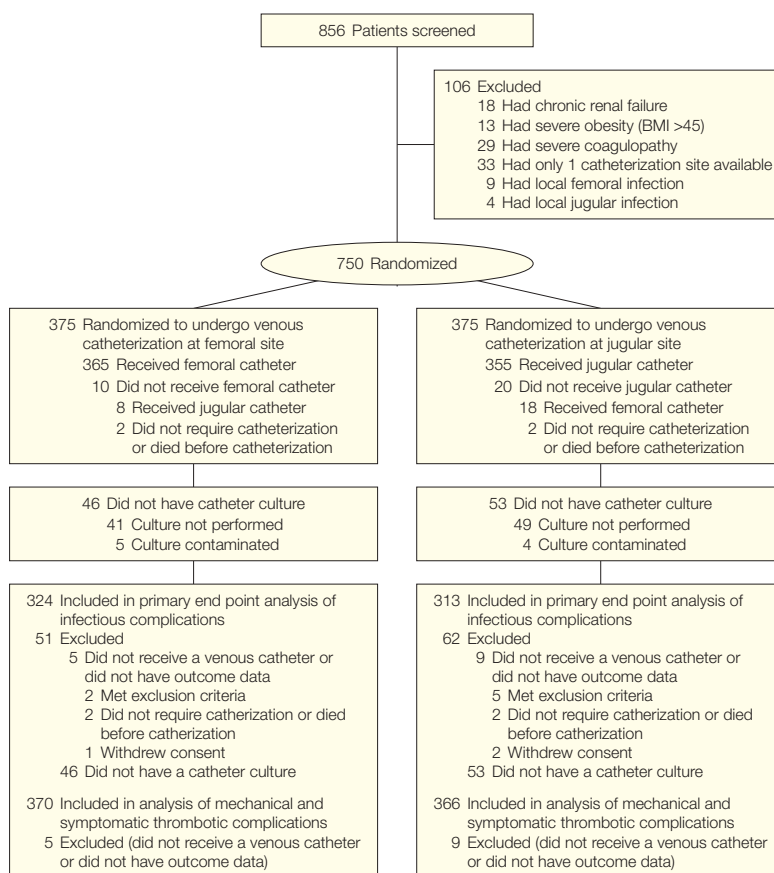 856 Patients screened
106 Excluded
18 Had chronic renal failure
13 Had severe obesity (BMI >45)
29 Had severe coagulopathy
33 Had only 1 catheterization site available
9 Had local femoral infection
4 Had local jugular infection
750 Randomized
375 Randomized to undergo venous
catheterization at femoral site
365 Received femoral catheter
10 Did not receive femoral catheter
8 Received jugular catheter
2 Did not require catheterization
or died before catheterization
375 Randomized to undergo venous
catheterization at jugular site
355 Received jugular catheter
20 Did not receive jugular catheter
18 Received femoral catheter
2 Did not require catheterization
or died before catheterization
46 Did not have catheter culture
41 Culture not performed
5 Culture contaminated
53 Did not have catheter culture
49 Culture not performed
4 Culture contaminated
324 Included in primary end point analysis of
infectious complications
51 Excluded
5 Did not receive a venous catheter or
did not have outcome data
2 Met exclusion criteria
2 Did not require catherization or died
before catherization
1 Withdrew consent
46 Did not have a catheter culture
370 Included in analysis of mechanical and
symptomatic thrombotic complications
5 Excluded (did not receive a venous catheter
or did not have outcome data)
313 Included in primary end point analysis of
infectious complications
62 Excluded
9 Did not receive a venous catheter or
did not have outcome data
5 Met exclusion criteria
2 Did not require catherization or died
before catherization
2 Withdrew consent
53 Did not have a catheter culture
366 Included in analysis of mechanical and
symptomatic thrombotic complications
9 Excluded (did not receive a venous catheter
or did not have outcome data)